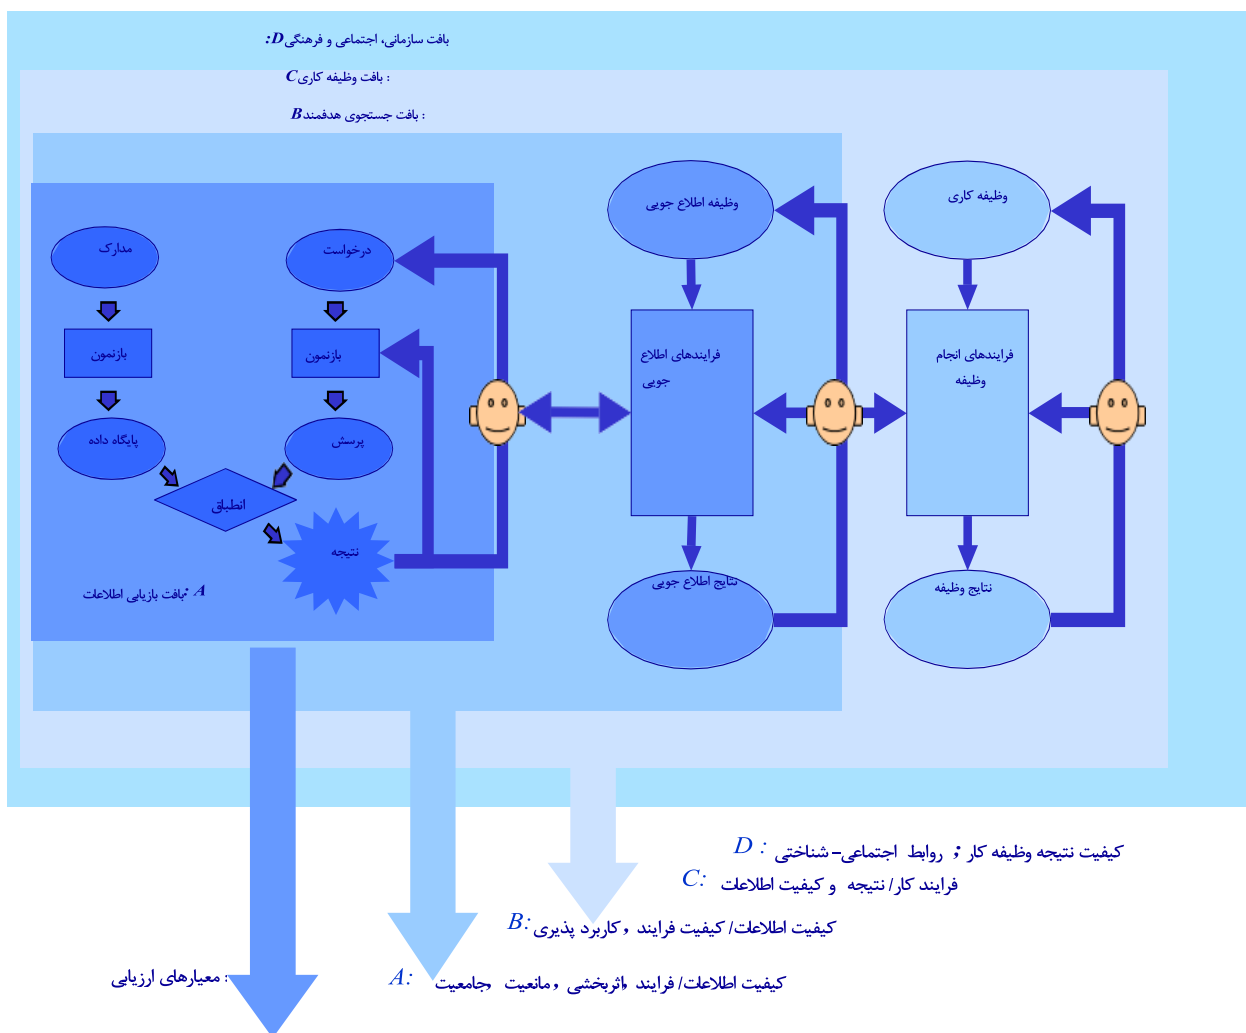 D: بافت سازمانی، اجتماعی و فرهنگی
C: بافت وظیفه کاری
B: بافت جستجوی هدفمند
وظیفه کاری
وظیفه اطلاع جویی
درخواست
مدارک
فرایندهای انجام
وظیفه
فرایندهای اطلاع
جویی
بازنمون
بازنمون
پرسش
پایگاه داده
انطباق
نتیجه
نتایج وظیفه
نتایج اطلاع جویی
A: بافت بازیابی اطلاعات
D: کیفیت نتیجه وظیفه کار ; روابط اجتماعی- شناختی
C: فرایند کار/ نتیجه و کیفیت اطلاعات
B: کیفیت اطلاعات/ کیفیت فرایند , کاربرد پذیری
A: کیفیت اطلاعات/ فرایند ,اثربخشی , مانعیت ,جامعیت
معیارهای ارزیابی :